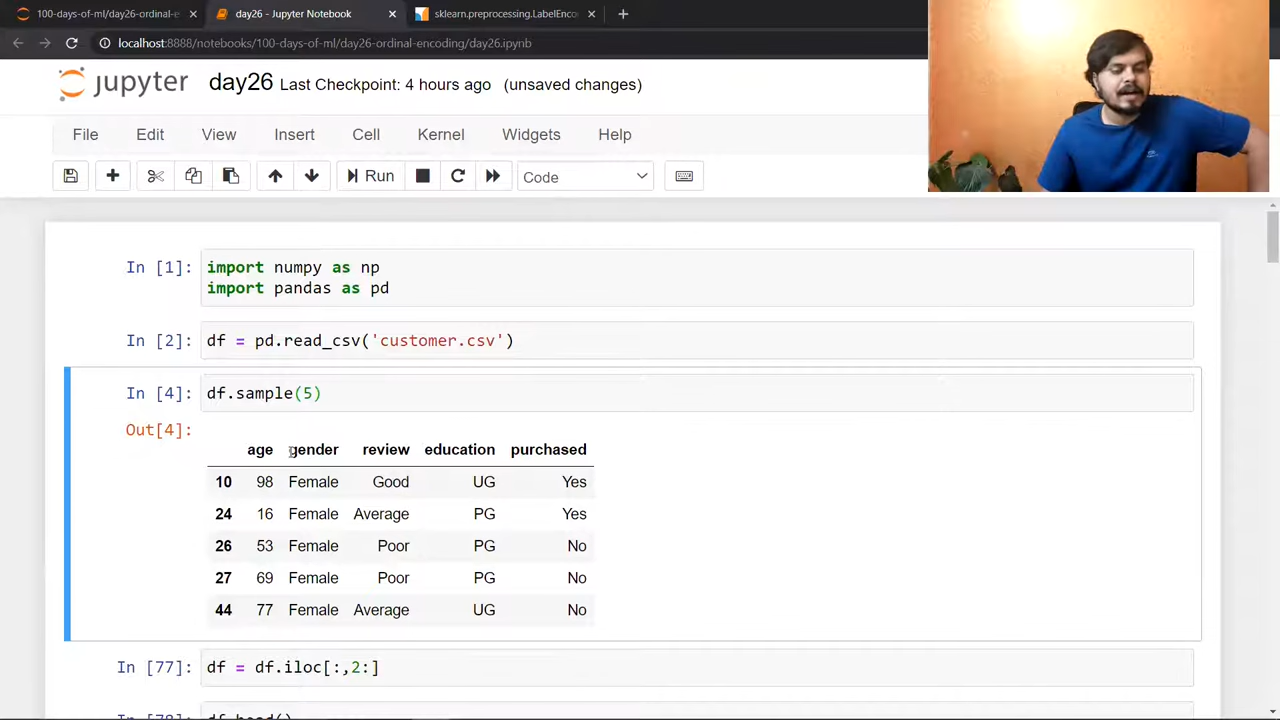 100-days-of-ml/day26-ordinal-e
day26 - Jupyter Notebook
sklearn.preprocessing.LabelEnco
localhost:8888/notebooks/100-days-of-ml/day26-ordinal-encoding/day26.ipynb
jupyter day26 Last Checkpoint: 4 hours ago (unsaved changes)
File Edit View Insert Cell Kernel Widgets Help
Run Code
In [1]: import numpy as np
import pandas as pd
In [2]: df = pd.read_csv('customer.csv')
In [4]: df.sample(5)
Out[4]:
age gender review education purchased
10 98 Female Good UG Yes
24 16 Female Average PG Yes
26 53 Female Poor PG No
27 69 Female Poor PG No
44 77 Female Average UG No
In [77]: df = df.iloc[:,2:]
In [78]: df.head()